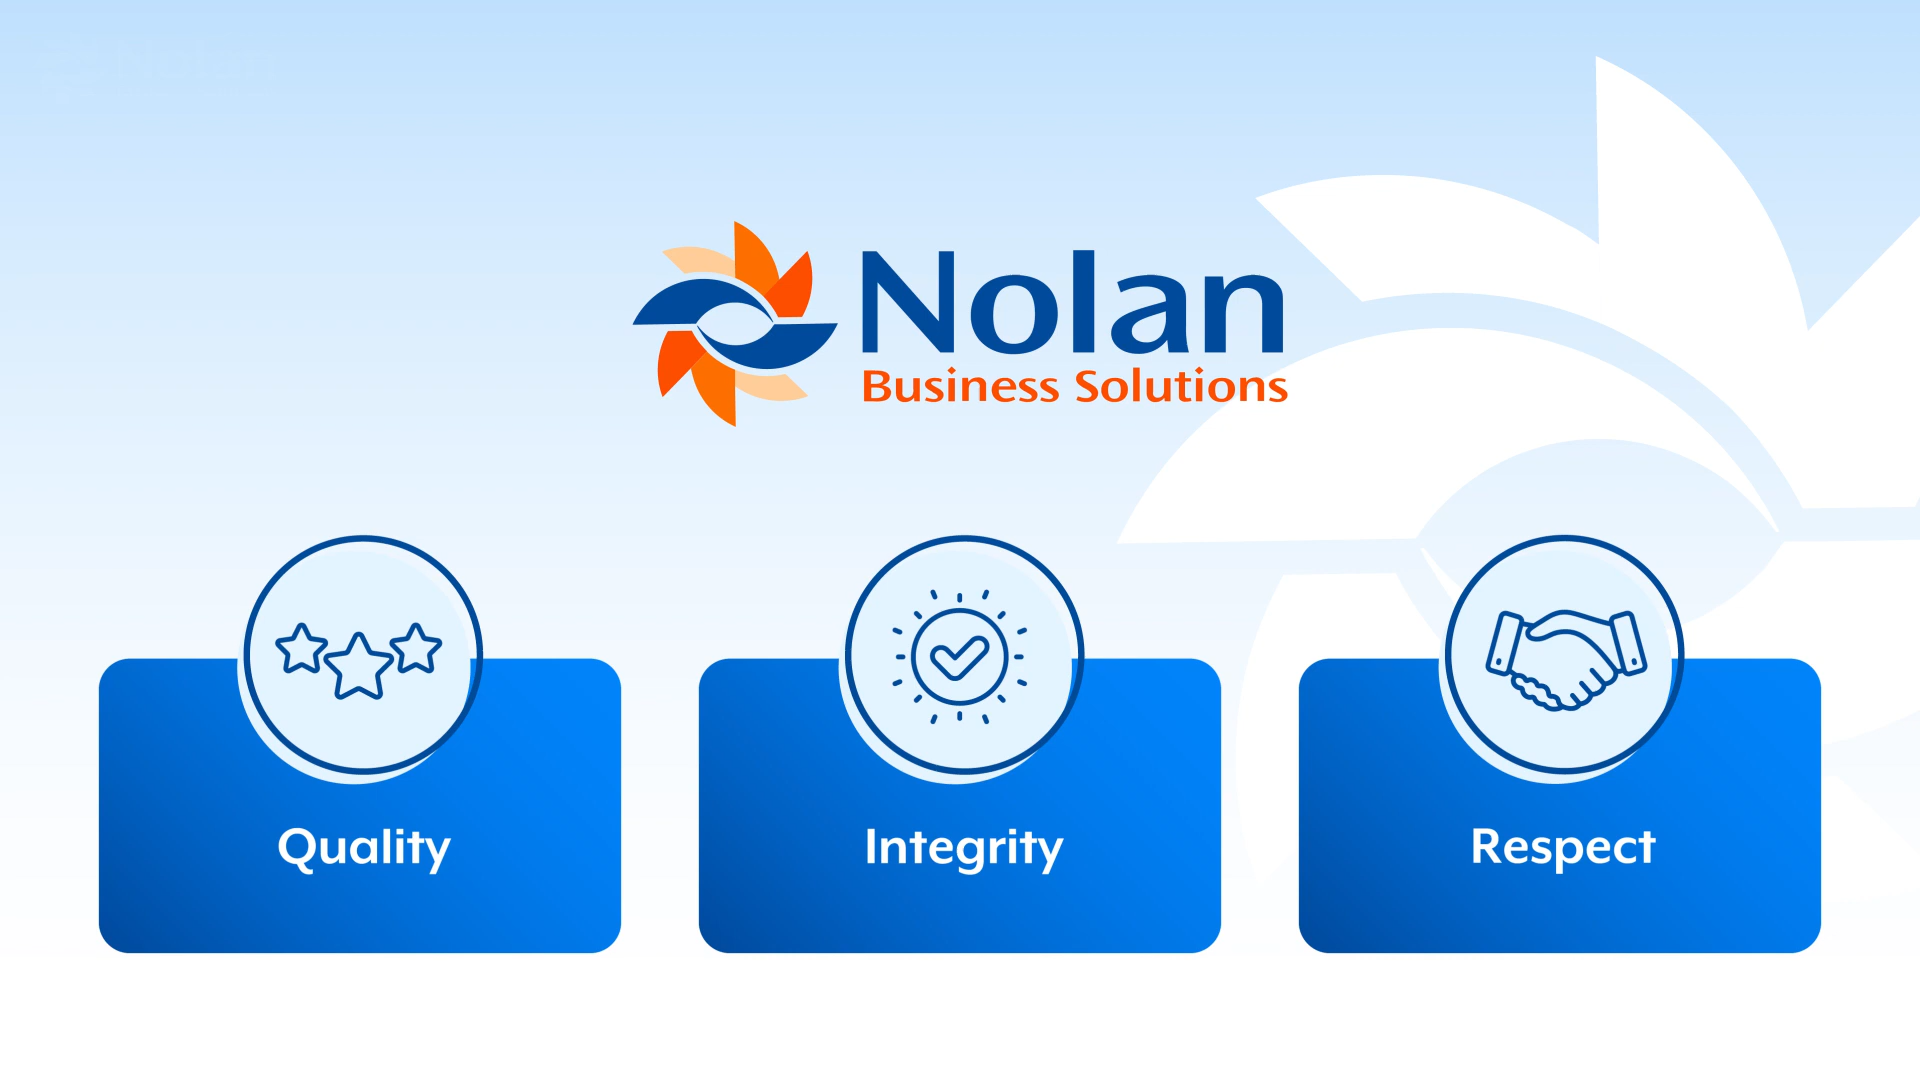 Nolan
Business Solutions
Quality
Integrity
Respect